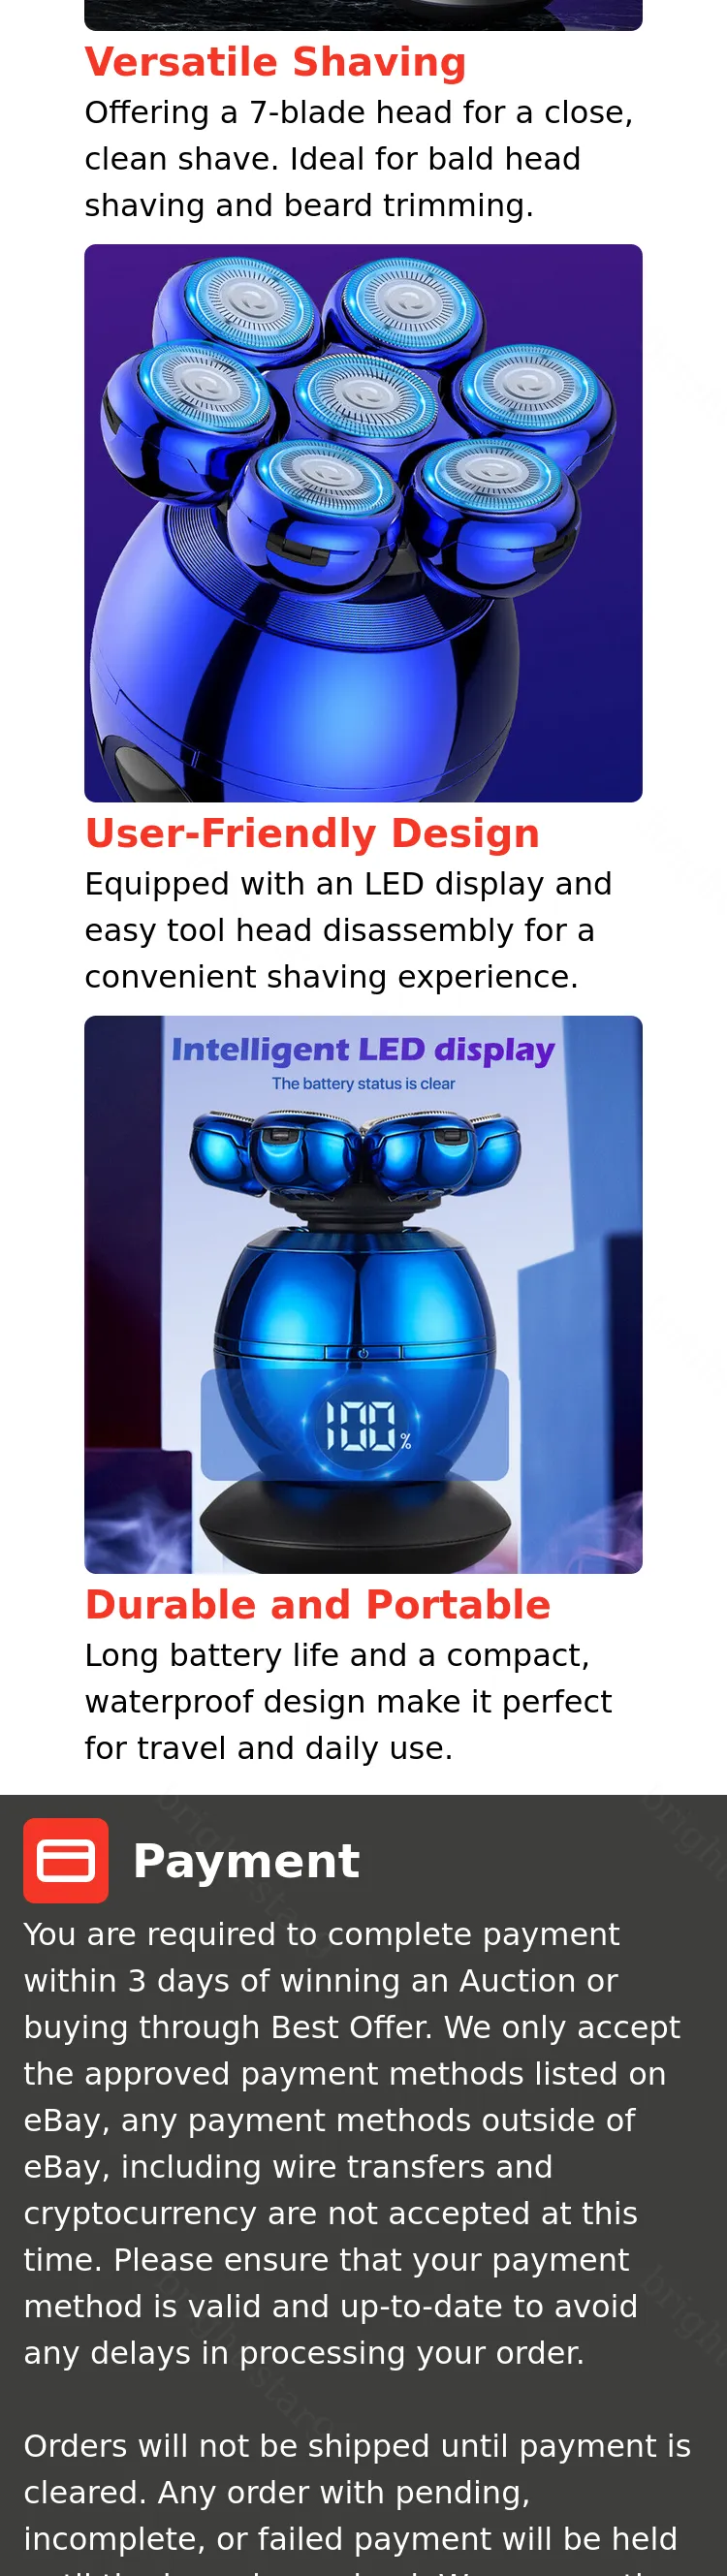 Versatile Shaving
Offering a 7-blade head for a close,
clean shave. Ideal for bald head
shaving and beard trimming.
User-Friendly Design
Equipped with an LED display and
easy tool head disassembly for a
convenient shaving experience.
Intelligent LED display
The battery status is clear
100%
Durable and Portable
Long battery life and a compact,
waterproof design make it perfect
for travel and daily use.
Payment
You are required to complete payment
within 3 days of winning an Auction or
buying through Best Offer. We only accept
the approved payment methods listed on
eBay, any payment methods outside of
eBay, including wire transfers and
cryptocurrency are not accepted at this
time. Please ensure that your payment
method is valid and up-to-date to avoid
any delays in processing your order.
Orders will not be shipped until payment is
cleared. Any order with pending,
incomplete, or failed payment will be held